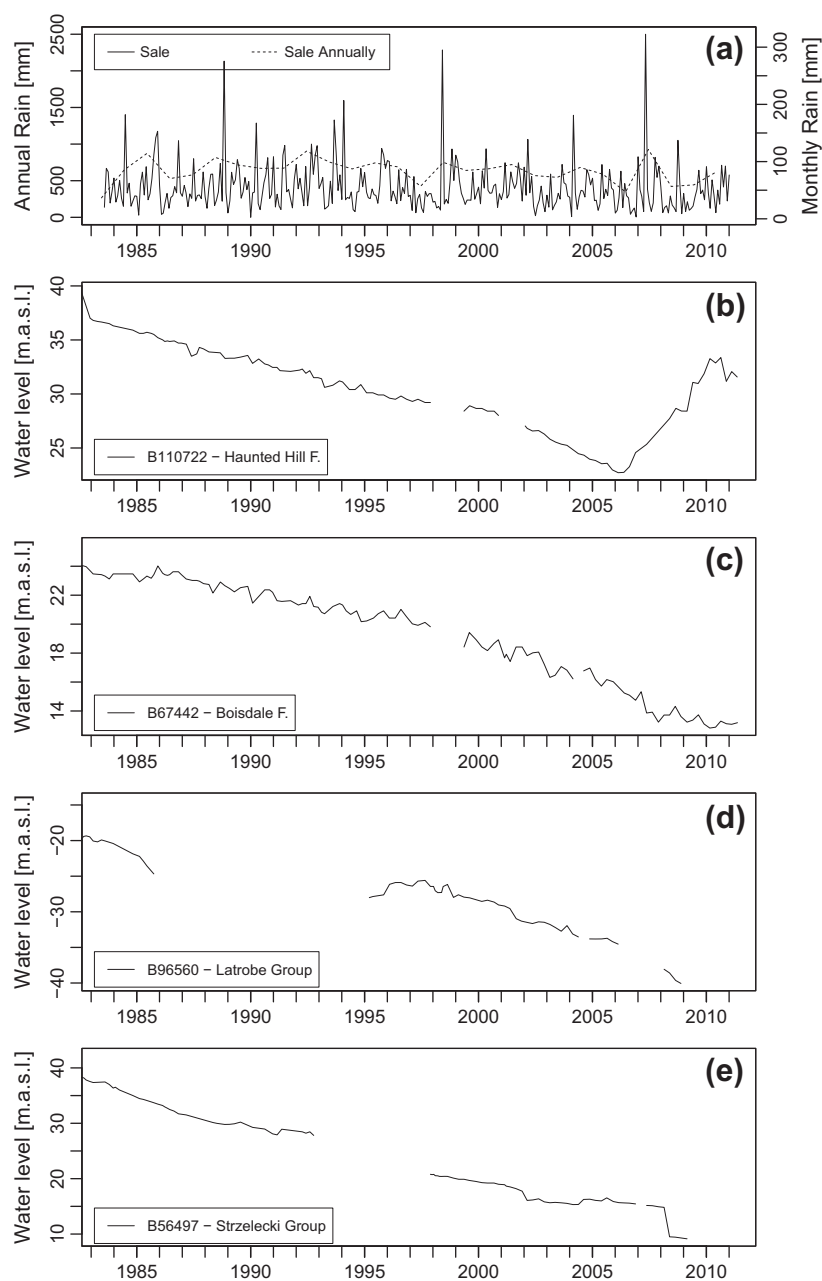 (a)
Annual Rain [mm]
2500
1500
500
0
Sale
Sale Annually
Monthly Rain [mm]
300
200
100
0
1985 1990 1995 2000 2005 2010
(b)
Water level [m.a.s.l.]
40
35
30
25
B110722 − Haunted Hill F.
1985 1990 1995 2000 2005 2010
(c)
Water level [m.a.s.l.]
22
18
14
B67442 − Boisdale F.
1985 1990 1995 2000 2005 2010
(d)
Water level [m.a.s.l.]
−20
−30
−40
B96560 − Latrobe Group
1985 1990 1995 2000 2005 2010
(e)
Water level [m.a.s.l.]
40
30
20
10
B56497 − Strzelecki Group
1985 1990 1995 2000 2005 2010